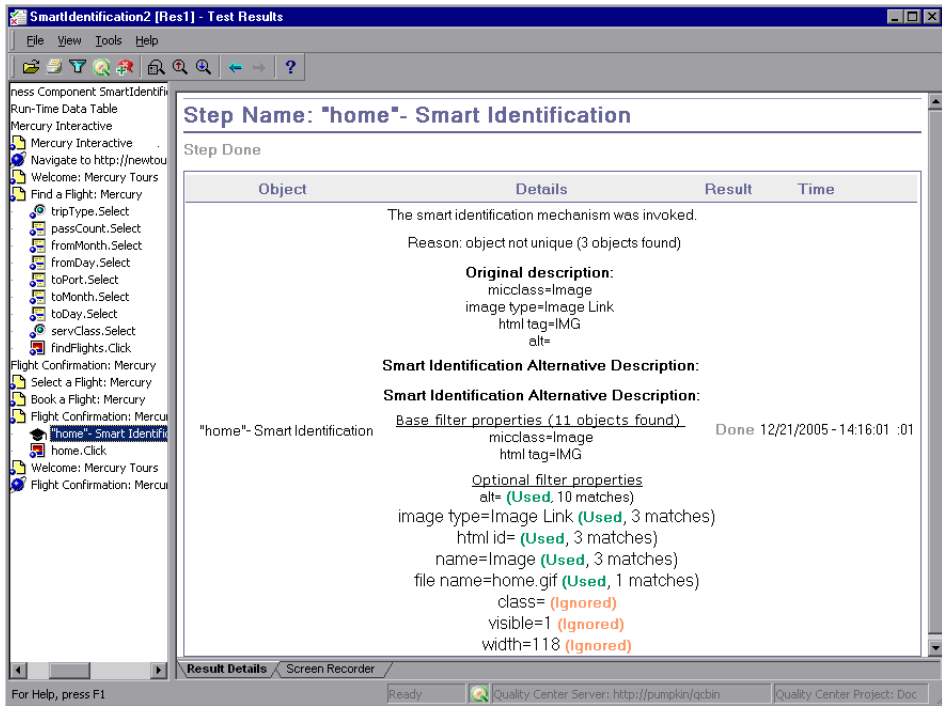 SmartIdentification2 [Res1] - Test Results
File View Tools Help
ness Component SmartIdentifi
Run-Time Data Table
Mercury Interactive
Mercury Interactive .
Navigate to http://newtou
Welcome: Mercury Tours
Find a Flight: Mercury
tripType.Select
passCount.Select
fromMonth.Select
fromDay.Select
toPort.Select
toMonth.Select
toDay.Select
servClass.Select
findFlights.Click
Flight Confirmation: Mercury
Select a Flight: Mercury
Book a Flight: Mercury
Flight Confirmation: Mercu
"home"- Smart Identific
home.Click
Welcome: Mercury Tours
Flight Confirmation: Mercu
Step Name: "home"- Smart Identification
Step Done
Object Details Result Time
The smart identification mechanism was invoked.
Reason: object not unique (3 objects found)
Original description:
micclass=Image
image type=Image Link
html tag=IMG
alt=
Smart Identification Alternative Description:
Smart Identification Alternative Description:
Base filter properties (11 objects found)
"home"- Smart Identification Done 12/21/2005 - 14:16:01 :01
micclass=Image
html tag=IMG
Optional filter properties
alt= (Used, 10 matches)
image type=Image Link (Used, 3 matches)
html id= (Used, 3 matches)
name=Image (Used, 3 matches)
file name=home.gif (Used, 1 matches)
class= (Ignored)
visible=1 (Ignored)
width=118 (Ignored)
Result Details Screen Recorder
For Help, press F1 Ready Quality Center Server: http://pumpkin/qcbin Quality Center Project: Doc